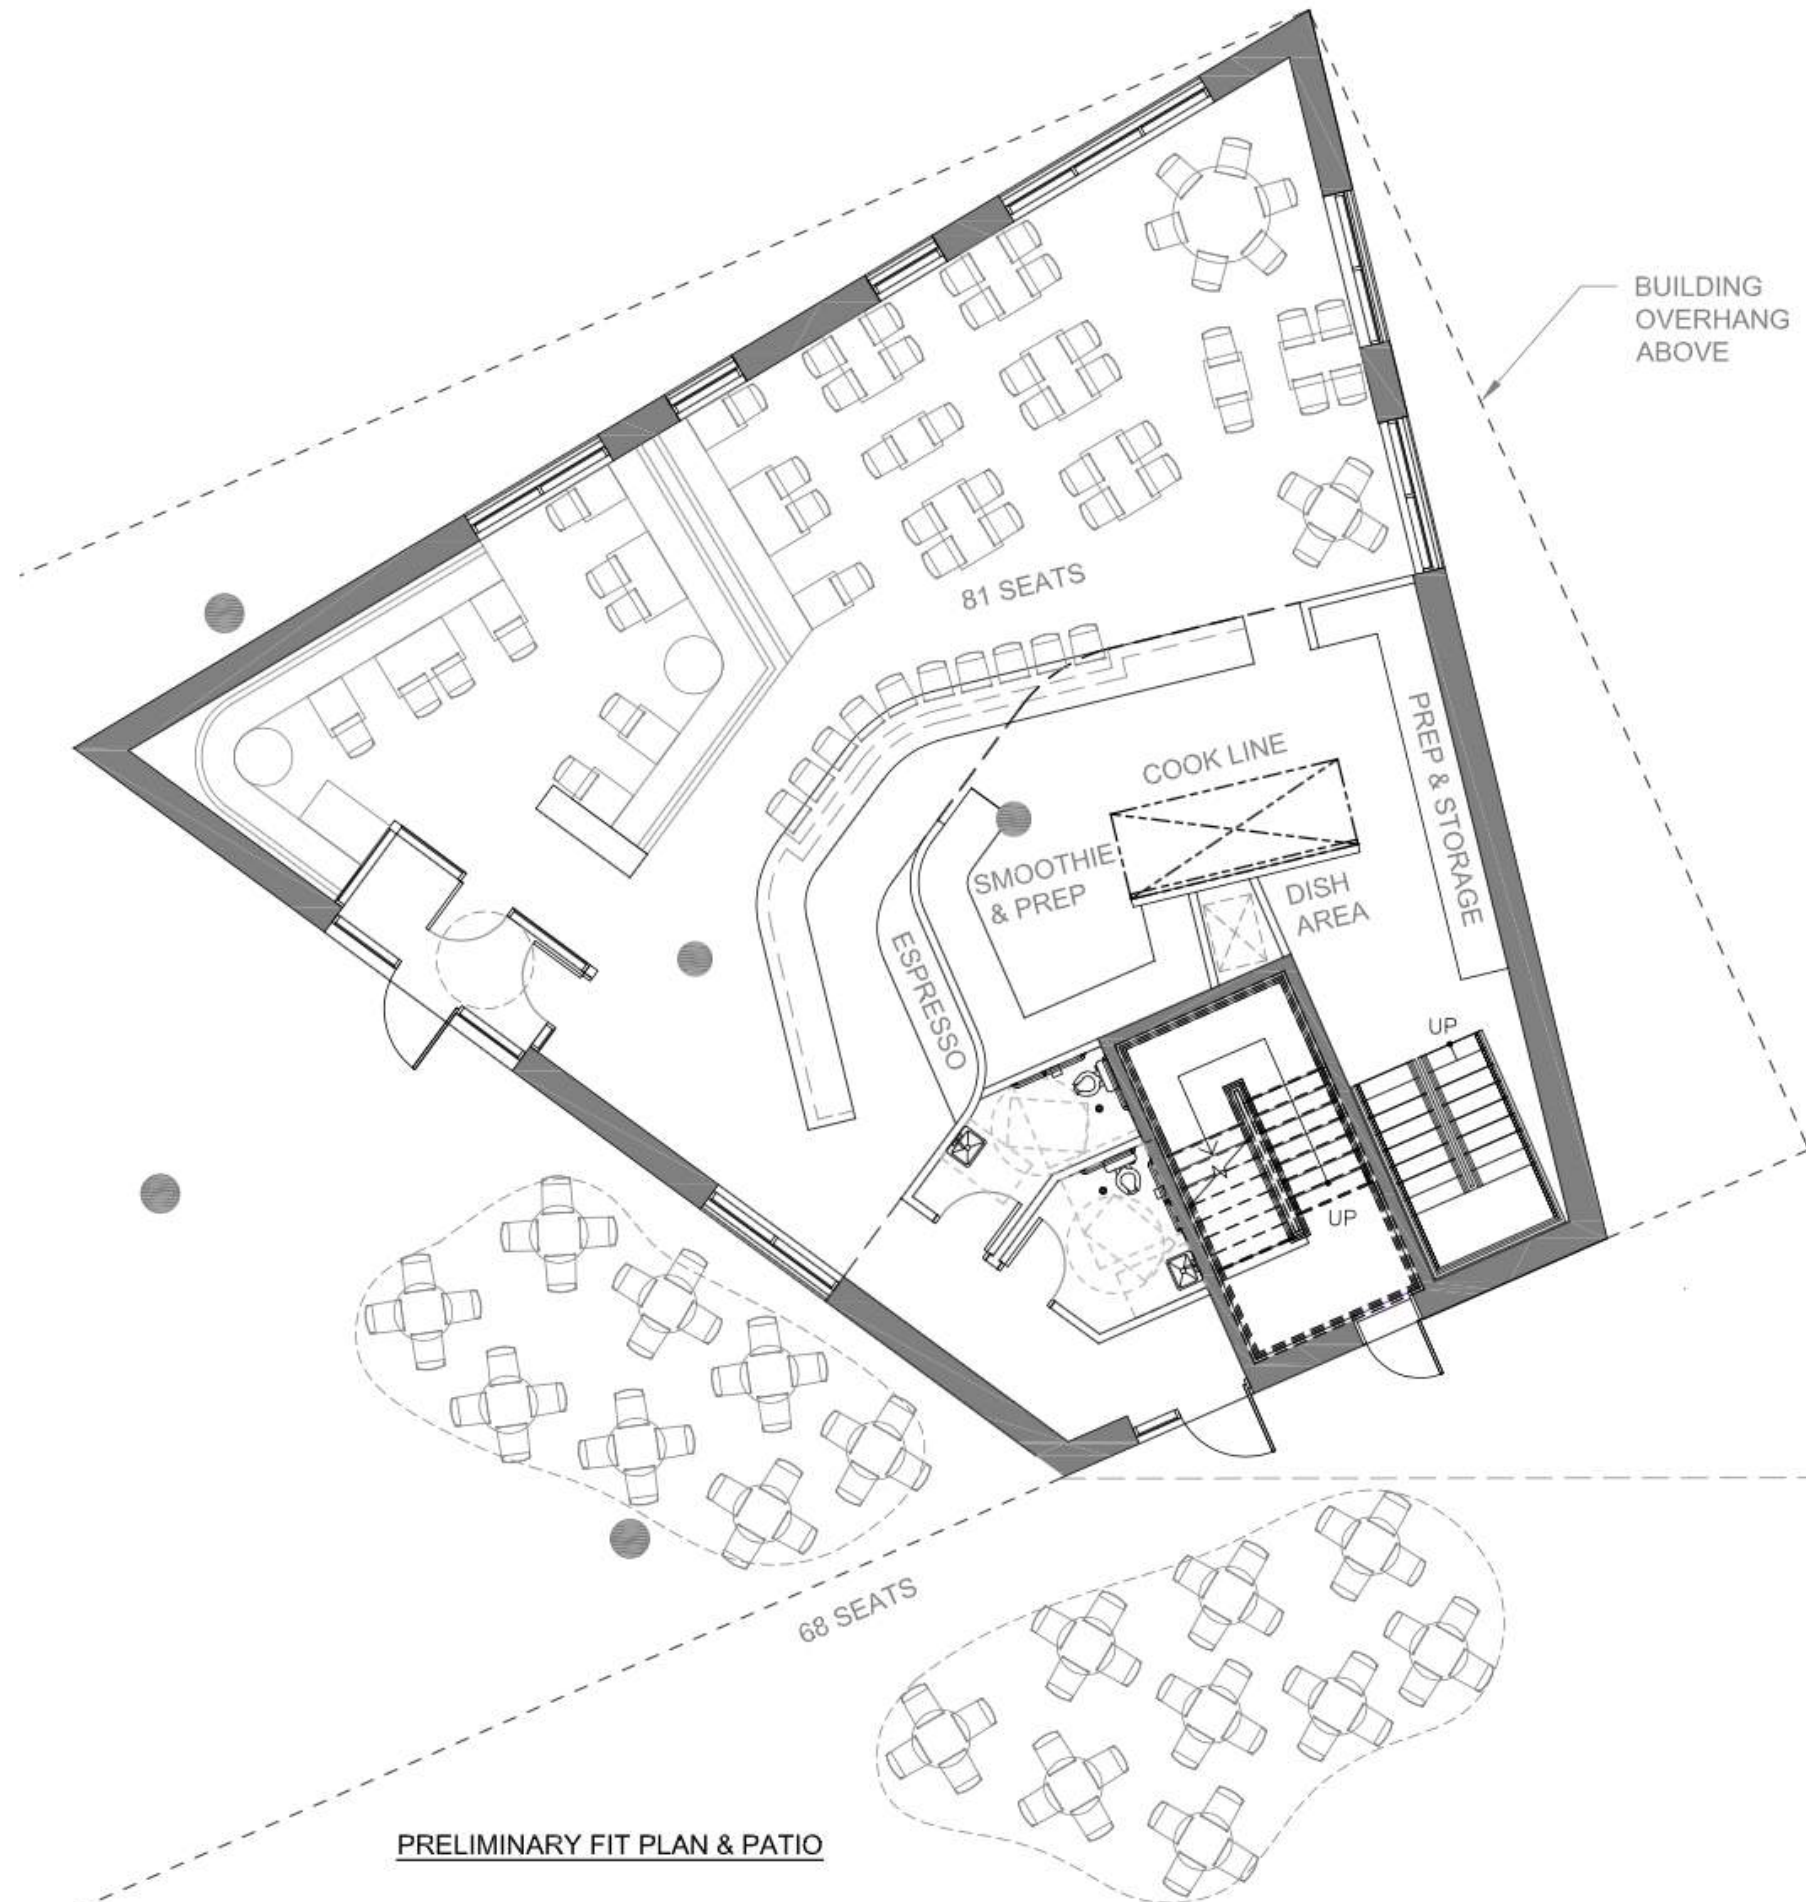 BUILDING
OVERHANG
ABOVE
81 SEATS
COOK LINE
PREP & STORAGE
SMOOTHIE
& PREP
DISH
AREA
ESPRESSO
UP
UP
68 SEATS
PRELIMINARY FIT PLAN & PATIO